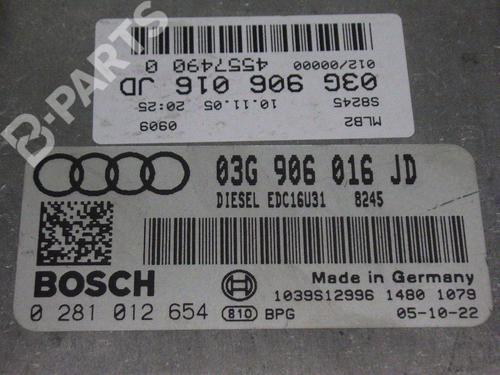 B-PARTS
MLB2
0909
S8245
10.11.05 20:25
03G 906 016 JD
012/00000
4557490 0
03G 906 016 JD
DIESEL EDC16U31 8245
BOSCH
Made in Germany
1039S12996 1480 1079
0 281 012 654
810 BPG
05-10-22